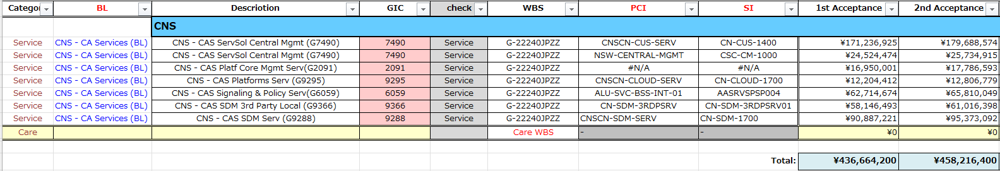 Categor BL Descriotion GIC check WBS PCI SI 1st Acceptance 2nd Acceptance
CNS
Service CNS - CA Services (BL) CNS - CAS ServSol Central Mgmt (G7490) 7490 Service G-22240JPZZ CNSCN-CUS-SERV CN-CUS-1400 ¥171,236,925 ¥179,688,574
Service CNS - CA Services (BL) CNS - CAS ServSol Central Mgmt (G7490) 7490 Service G-22240JPZZ NSW-CENTRAL-MGMT CSC-CM-1000 ¥24,524,474 ¥25,734,915
Service CNS - CA Services (BL) CNS - CAS Platf Core Mgmt Serv(G2091) 2091 Service G-22240JPZZ #N/A #N/A ¥16,950,001 ¥17,786,593
Service CNS - CA Services (BL) CNS - CAS Platforms Serv (G9295) 9295 Service G-22240JPZZ CNSCN-CLOUD-SERV CN-CLOUD-1700 ¥12,204,412 ¥12,806,779
Service CNS - CA Services (BL) CNS - CAS Signaling & Policy Serv(G6059) 6059 Service G-22240JPZZ ALU-SVC-BSS-INT-01 AASRVSPSP004 ¥62,714,674 ¥65,810,049
Service CNS - CA Services (BL) CNS - CAS SDM 3rd Party Local (G9366) 9366 Service G-22240JPZZ CN-SDM-3RDPSRV CN-SDM-3RDPSRV01 ¥58,146,493 ¥61,016,398
Service CNS - CA Services (BL) CNS - CAS SDM Serv (G9288) 9288 Service G-22240JPZZ CNSCN-SDM-SERV CN-SDM-1700 ¥90,887,221 ¥95,373,092
Care Care WBS - - ¥0 ¥0
Total: ¥436,664,200 ¥458,216,400